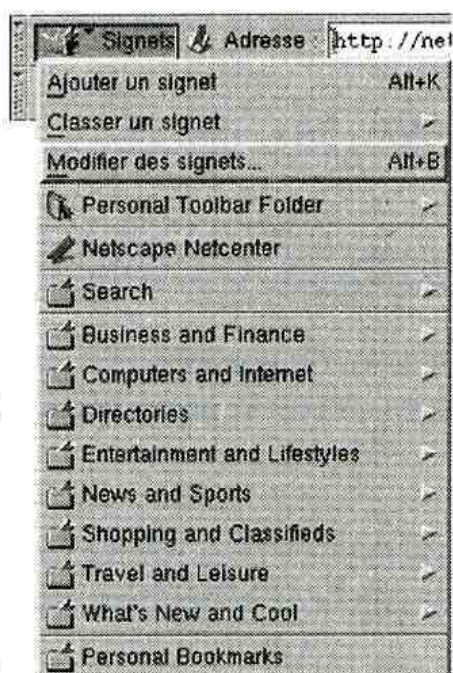 Signets Adresse : http://net
Ajouter un signet Alt+K
Classer un signet
Modifier des signets... Alt+B
Personal Toolbar Folder
Netscape Netcenter
Search
Business and Finance
Computers and Internet
Directories
Entertainment and Lifestyles
News and Sports
Shopping and Classifieds
Travel and Leisure
What's New and Cool
Personal Bookmarks